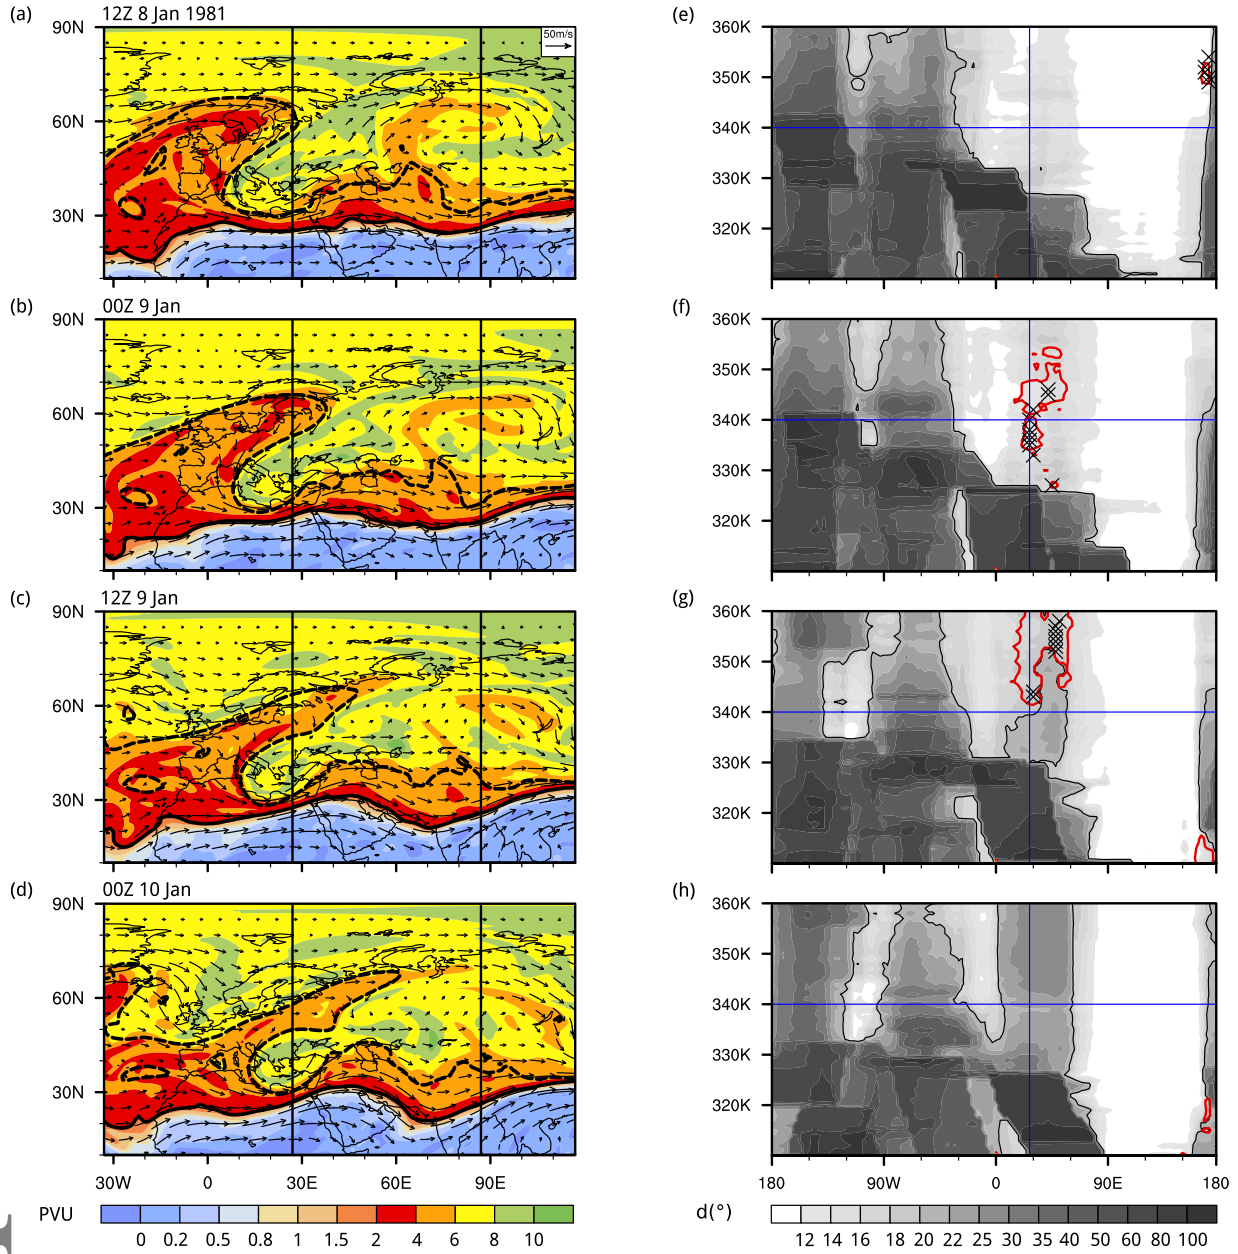 (a) 12Z 8 Jan 1981
50m/s
90N
60N
30N
(b) 00Z 9 Jan
90N
60N
30N
(c) 12Z 9 Jan
90N
60N
30N
(d) 00Z 10 Jan
90N
60N
30N
30W 0 30E 60E 90E
PVU
0 0.2 0.5 0.8 1 1.5 2 4 6 8 10
(e)
360K
350K
340K
330K
320K
(f)
360K
350K
340K
330K
320K
(g)
360K
350K
340K
330K
320K
(h)
360K
350K
340K
330K
320K
180 90W 0 90E 180
d(°)
12 14 16 18 20 22 25 30 35 40 50 60 80 100